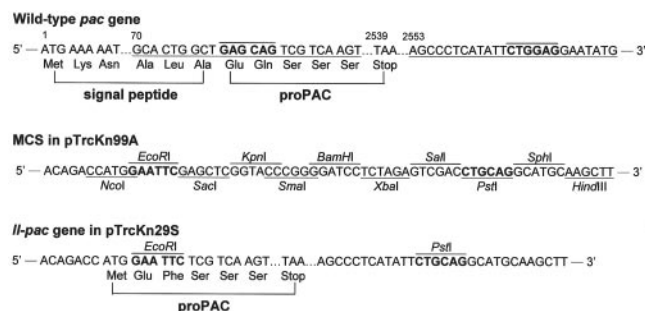 Wild-type pac gene
1 70 2539 2553
5' — ATG AAA AAT...GCA CTG GCT GAG CAG TCG TCA AGT...TAA...AGCCCTCATATTCTGGAGGAATATG — 3'
Met Lys Asn Ala Leu Ala Glu Gln Ser Ser Ser Stop
signal peptide proPAC
MCS in pTrcKn99A
EcoRI KpnI BamHI SalI SphI
5' — ACAGACCATGGAATTCGAGCTCGGTACCCGGGGATCCTCTAGAGTCGACCTGCAGGCATGCAAGCTT — 3'
NcoI SacI SmaI XbaI PstI HindIII
ll-pac gene in pTrcKn29S
EcoRI PstI
5' — ACAGACC ATG GAA TTC TCG TCA AGT...TAA...AGCCCTCATATTCTGCAGGCATGCAAGCTT — 3'
Met Glu Phe Ser Ser Ser Stop
proPAC